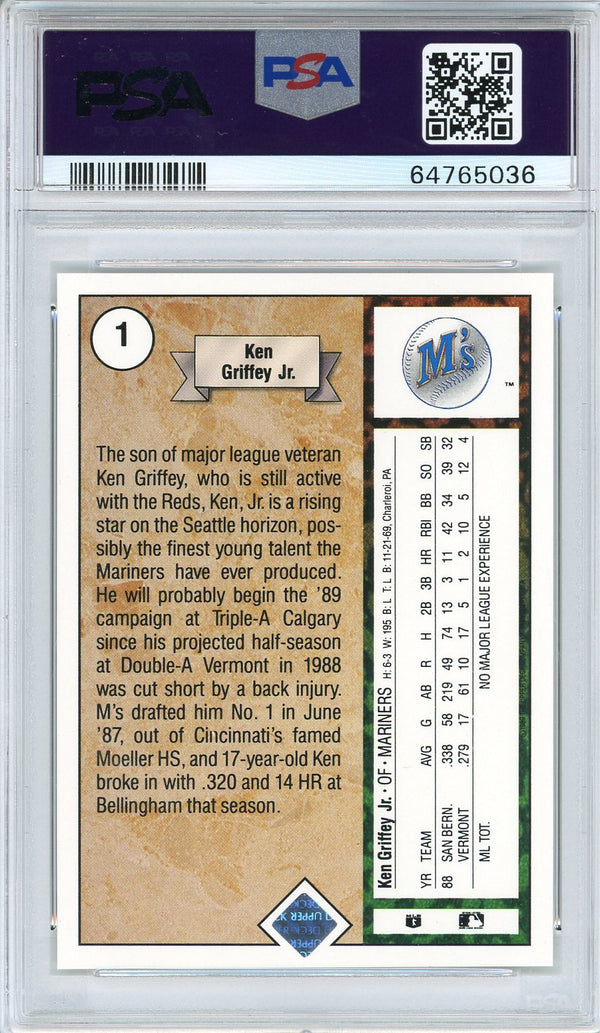 PSA
PSA
64765036
1
Ken
Griffey Jr.
M's
™
The son of major league veteran
Ken Griffey, who is still active
with the Reds, Ken, Jr. is a rising
star on the Seattle horizon, pos-
sibly the finest young talent the
Mariners have ever produced.
He will probably begin the '89
campaign at Triple-A Calgary
since his projected half-season
at Double-A Vermont in 1988
was cut short by a back injury.
M's drafted him No. 1 in June
'87, out of Cincinnati's famed
Moeller HS, and 17-year-old Ken
broke in with .320 and 14 HR at
Bellingham that season.
Ken Griffey Jr. • OF • MARINERS H: 6-3 W: 195 B: L T: L B: 11-21-69, Charleroi, PA
YR TEAM AVG G AB R H 2B 3B HR RBI BB SO SB
88 SAN BERN. .338 58 219 49 74 13 3 11 42 34 39 32
VERMONT .279 17 61 10 17 5 1 2 10 5 12 4
ML TOT. NO MAJOR LEAGUE EXPERIENCE
UPPER DECK
PSA